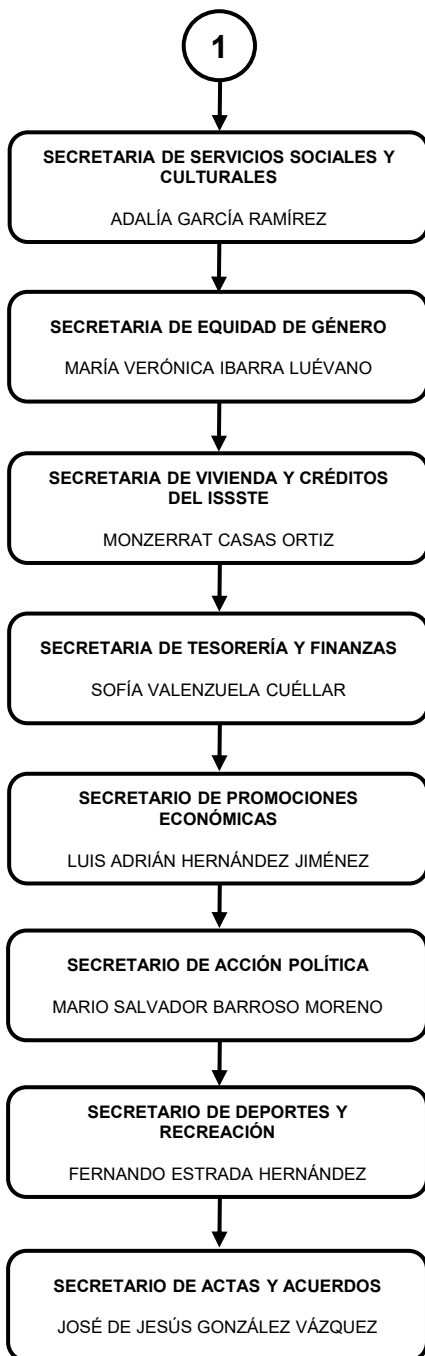 1
SECRETARIA DE SERVICIOS SOCIALES Y
CULTURALES
ADALÍA GARCÍA RAMÍREZ
SECRETARIA DE EQUIDAD DE GÉNERO
MARÍA VERÓNICA IBARRA LUÉVANO
SECRETARIA DE VIVIENDA Y CRÉDITOS
DEL ISSSTE
MONZERRAT CASAS ORTIZ
SECRETARIA DE TESORERÍA Y FINANZAS
SOFÍA VALENZUELA CUÉLLAR
SECRETARIO DE PROMOCIONES
ECONÓMICAS
LUIS ADRIÁN HERNÁNDEZ JIMÉNEZ
SECRETARIO DE ACCIÓN POLÍTICA
MARIO SALVADOR BARROSO MORENO
SECRETARIO DE DEPORTES Y
RECREACIÓN
FERNANDO ESTRADA HERNÁNDEZ
SECRETARIO DE ACTAS Y ACUERDOS
JOSÉ DE JESÚS GONZÁLEZ VÁZQUEZ